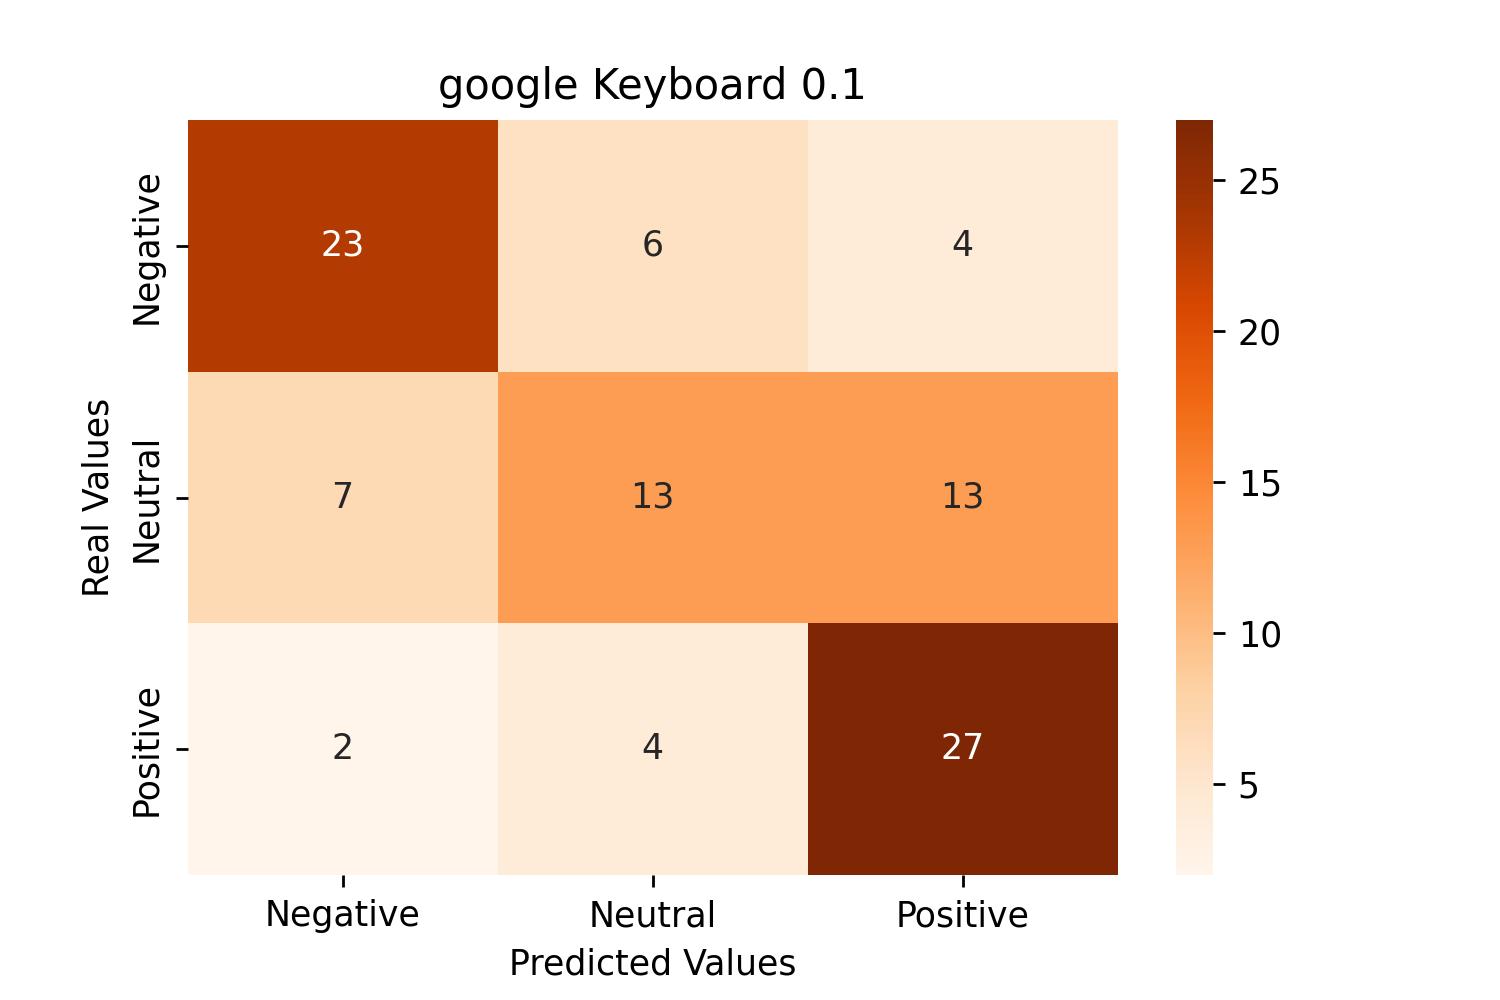 google Keyboard 0.1
Real Values
Negative
23
6
4
Neutral
7
13
13
Positive
2
4
27
Negative
Neutral
Positive
Predicted Values
25
20
15
10
5